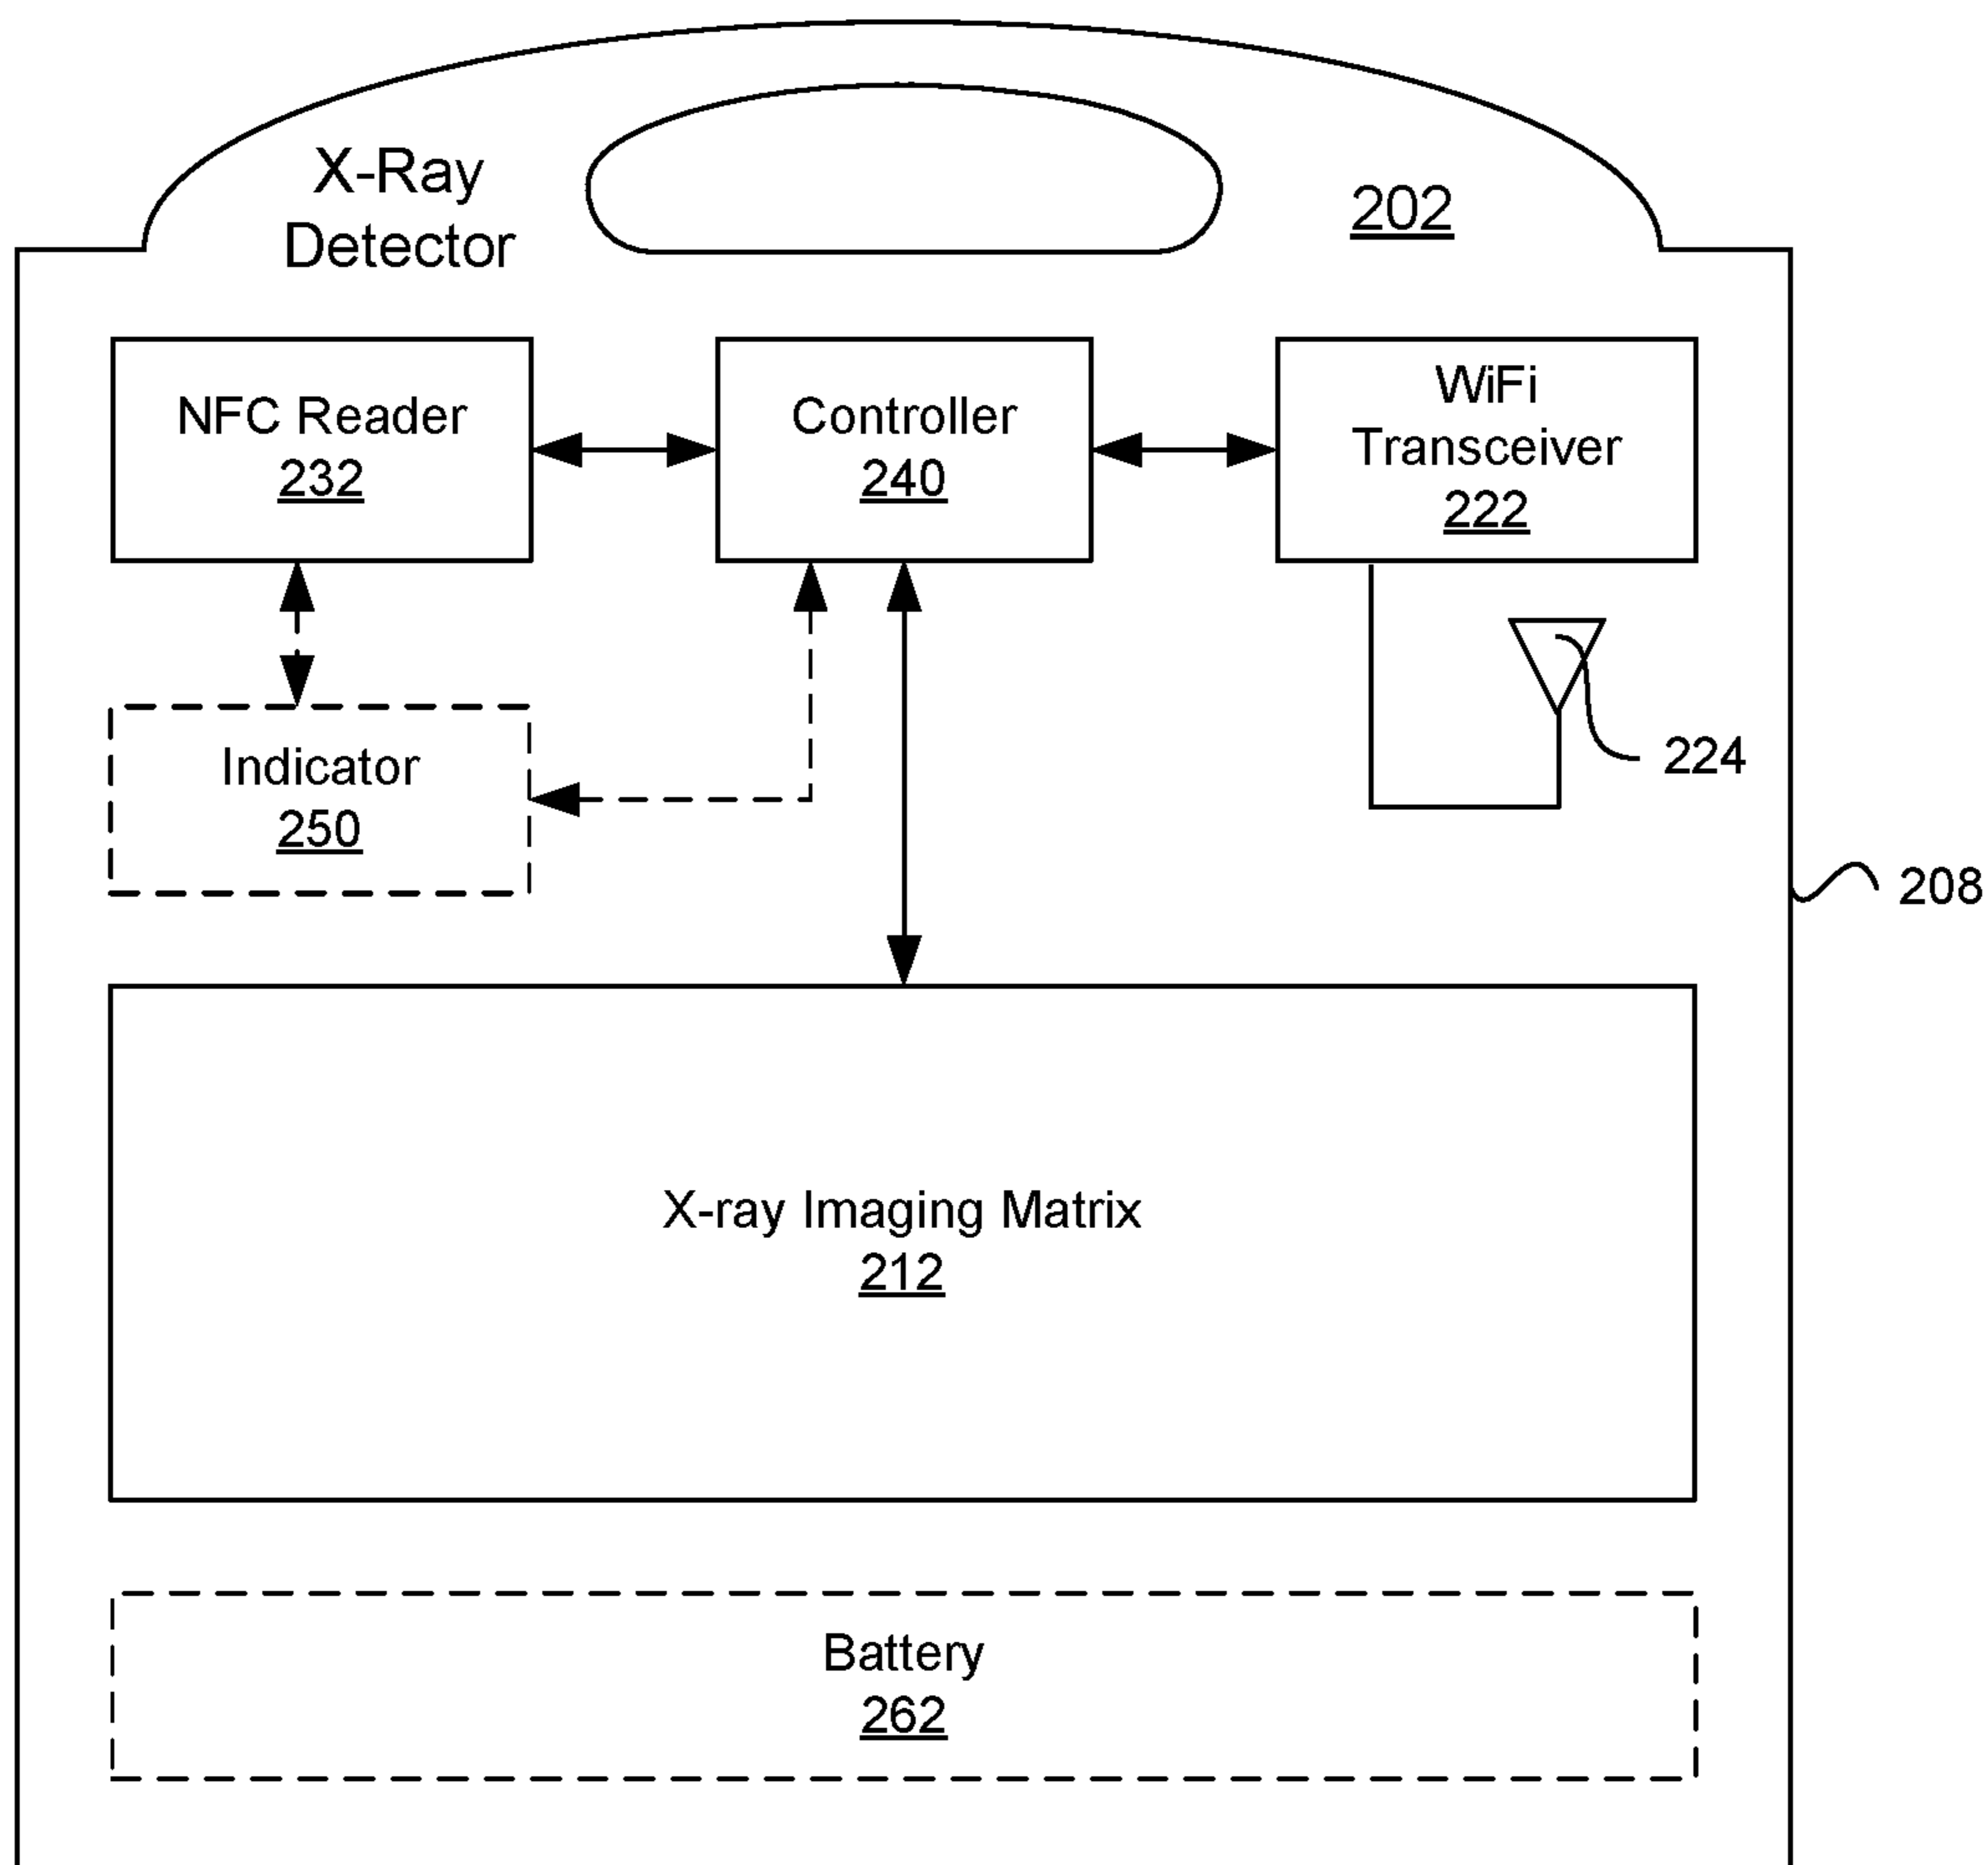 X-Ray
Detector
202
NFC Reader
232
Controller
240
WiFi
Transceiver
222
224
Indicator
250
208
X-ray Imaging Matrix
212
Battery
262